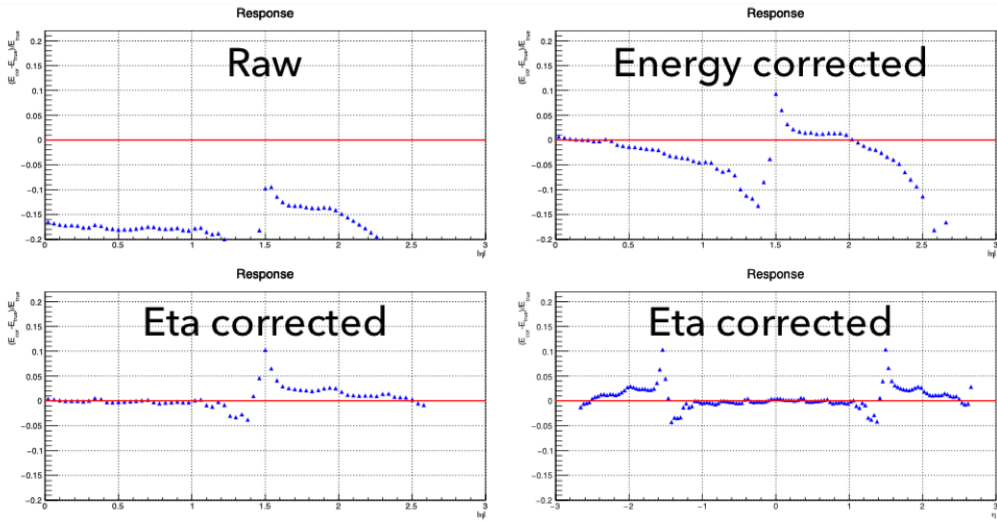 Response
Raw
(E_cor -E_true)/E_true
0.2
0.15
0.1
0.05
0
−0.05
−0.1
−0.15
−0.2
0 0.5 1 1.5 2 2.5 3
|η|
Response
Energy corrected
(E_cor -E_true)/E_true
0.2
0.15
0.1
0.05
0
−0.05
−0.1
−0.15
−0.2
0 0.5 1 1.5 2 2.5 3
|η|
Response
Eta corrected
(E_cor -E_true)/E_true
0.2
0.15
0.1
0.05
0
−0.05
−0.1
−0.15
−0.2
0 0.5 1 1.5 2 2.5 3
|η|
Response
Eta corrected
(E_cor -E_true)/E_true
0.2
0.15
0.1
0.05
0
−0.05
−0.1
−0.15
−0.2
−3 −2 −1 0 1 2 3
η